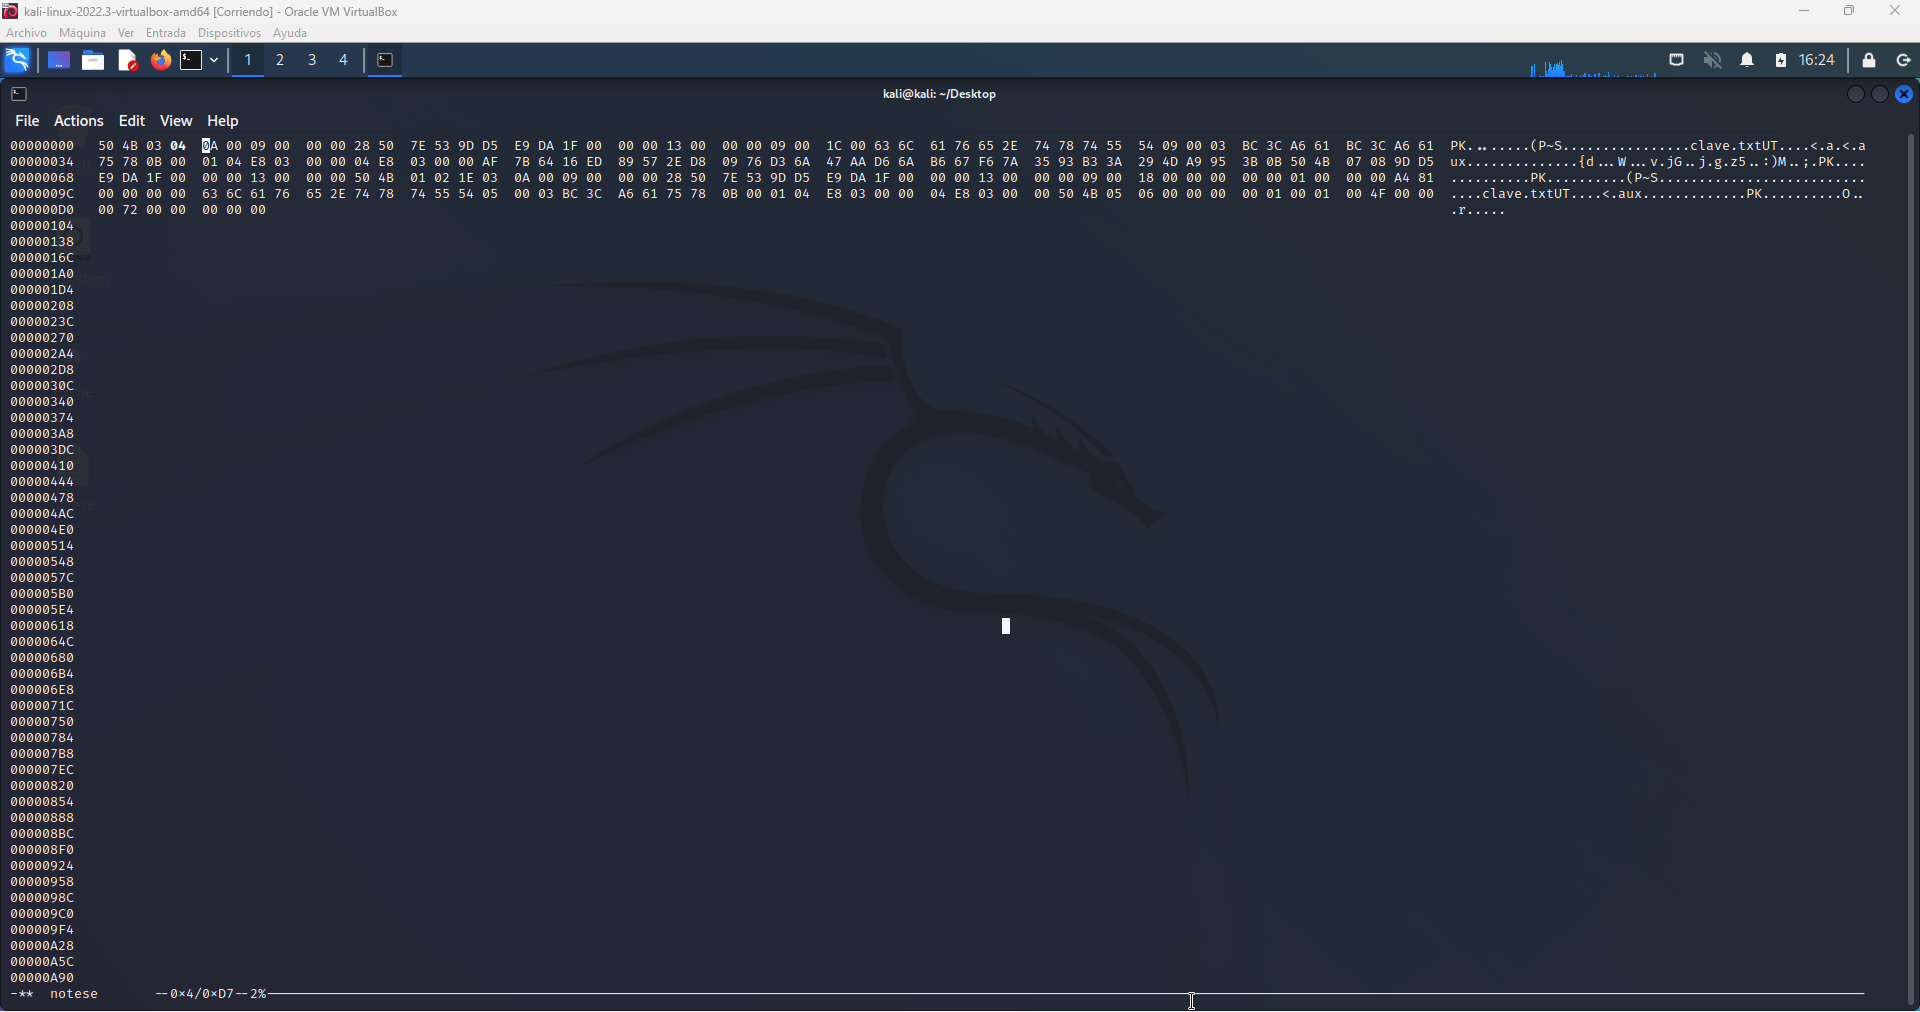 kali-linux-2022.3-virtualbox-amd64 [Corriendo] - Oracle VM VirtualBox
Archivo Máquina Ver Entrada Dispositivos Ayuda
1 2 3 4 16:24
kali@kali: ~/Desktop
File Actions Edit View Help
00000000 50 4B 03 04 0A 00 09 00 00 00 28 50 7E 53 9D D5 E9 DA 1F 00 00 00 13 00 00 00 09 00 1C 00 63 6C 61 76 65 2E 74 78 74 55 54 09 00 03 BC 3C A6 61 BC 3C A6 61 PK........(P~S................clave.txtUT....<.a.<.a
00000034 75 78 0B 00 01 04 E8 03 00 00 04 E8 03 00 00 AF 7B 64 16 ED 89 57 2E D8 09 76 D3 6A 47 AA D6 6A B6 67 F6 7A 35 93 B3 3A 29 4D A9 95 3B 0B 50 4B 07 08 9D D5 ux..............{d...W...v.jG..j.g.z5..:)M..;.PK....
00000068 E9 DA 1F 00 00 00 13 00 00 00 50 4B 01 02 1E 03 0A 00 09 00 00 00 28 50 7E 53 9D D5 E9 DA 1F 00 00 00 13 00 00 00 09 00 18 00 00 00 00 00 01 00 00 00 A4 81 ..........PK..........(P~S..........................
0000009C 00 00 00 00 63 6C 61 76 65 2E 74 78 74 55 54 05 00 03 BC 3C A6 61 75 78 0B 00 01 04 E8 03 00 00 04 E8 03 00 00 50 4B 05 06 00 00 00 00 01 00 01 00 4F 00 00 ....clave.txtUT....<.aux.............PK..........O..
000000D0 00 72 00 00 00 00 00 .r.....
00000104
00000138
0000016C
000001A0
000001D4
00000208
0000023C
00000270
000002A4
000002D8
0000030C
00000340
00000374
000003A8
000003DC
00000410
00000444
00000478
000004AC
000004E0
00000514
00000548
0000057C
000005B0
000005E4
00000618
0000064C
00000680
000006B4
000006E8
0000071C
00000750
00000784
000007B8
000007EC
00000820
00000854
00000888
000008BC
000008F0
00000924
00000958
0000098C
000009C0
000009F4
00000A28
00000A5C
00000A90
-** notese --0×4/0×D7--2%